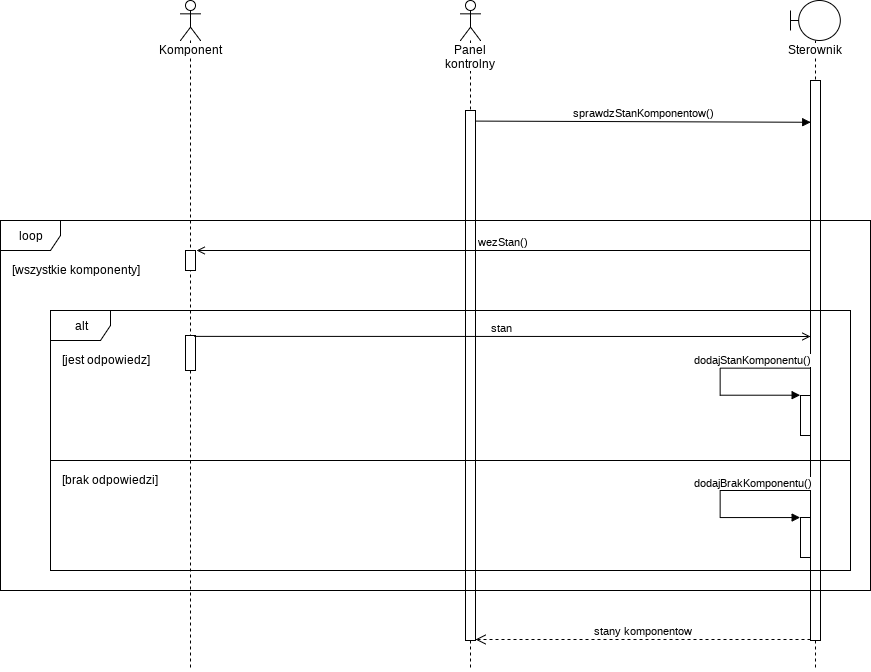 Komponent
Panel
kontrolny
Sterownik
sprawdzStanKomponentow()
loop
wezStan()
[wszystkie komponenty]
alt
stan
[jest odpowiedz]
dodajStanKomponentu()
[brak odpowiedzi]
dodajBrakKomponentu()
stany komponentow